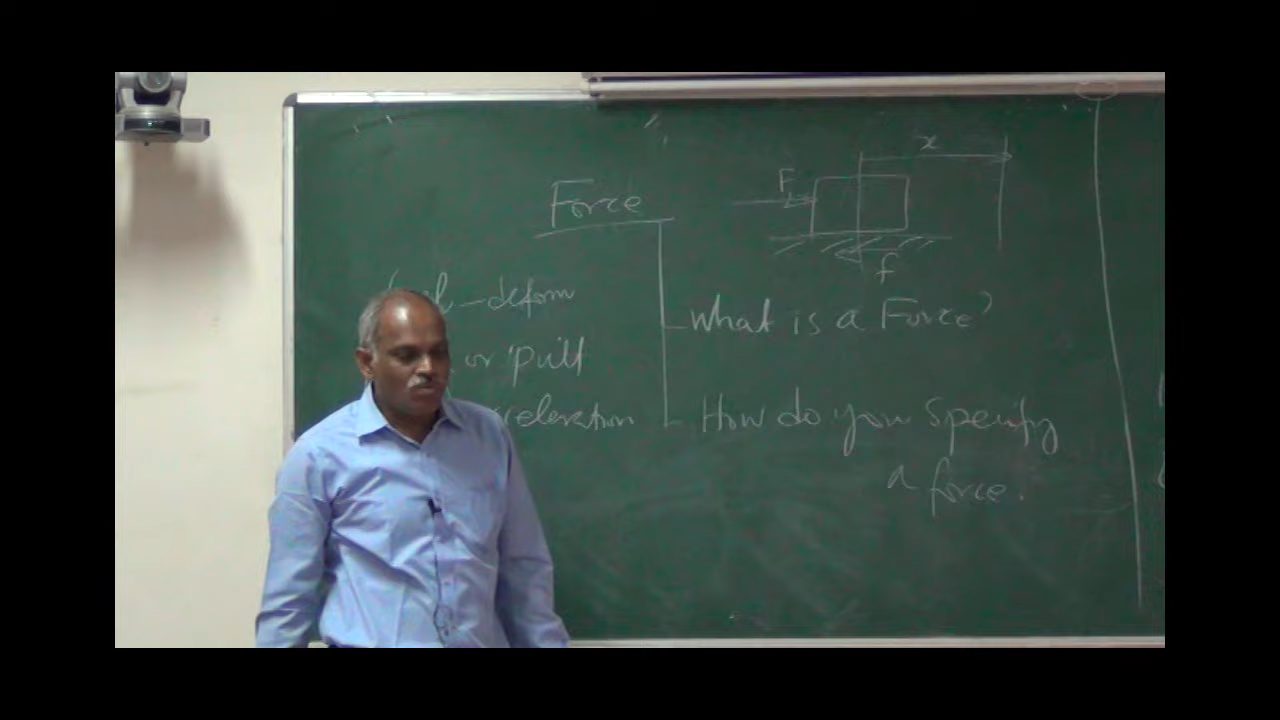 x
F
Force
f
– deform
What is a Force?
or pull
How do you specify
a force.